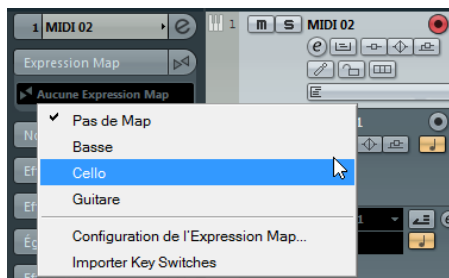 1 MIDI 02
1 m S MIDI 02
Expression Map
Aucune Expression Map
Pas de Map
Basse
Cello
Guitare
Configuration de l'Expression Map...
Importer Key Switches